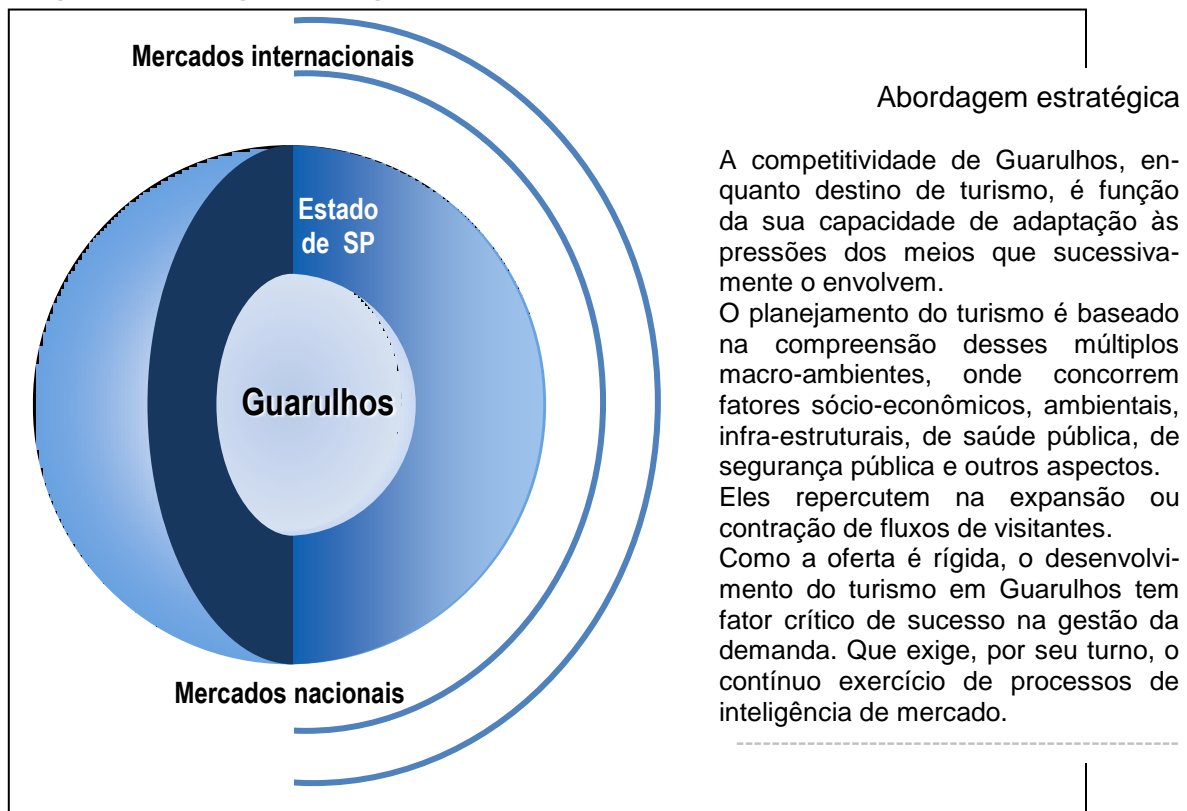 Mercados internacionais
Estado
de SP
Guarulhos
Mercados nacionais
Abordagem estratégica
A competitividade de Guarulhos, en-
quanto destino de turismo, é função
da sua capacidade de adaptação às
pressões dos meios que sucessiva-
mente o envolvem.
O planejamento do turismo é baseado
na compreensão desses múltiplos
macro-ambientes, onde concorrem
fatores sócio-econômicos, ambientais,
infra-estruturais, de saúde pública, de
segurança pública e outros aspectos.
Eles repercutem na expansão ou
contração de fluxos de visitantes.
Como a oferta é rígida, o desenvolvi-
mento do turismo em Guarulhos tem
fator crítico de sucesso na gestão da
demanda. Que exige, por seu turno, o
contínuo exercício de processos de
inteligência de mercado.